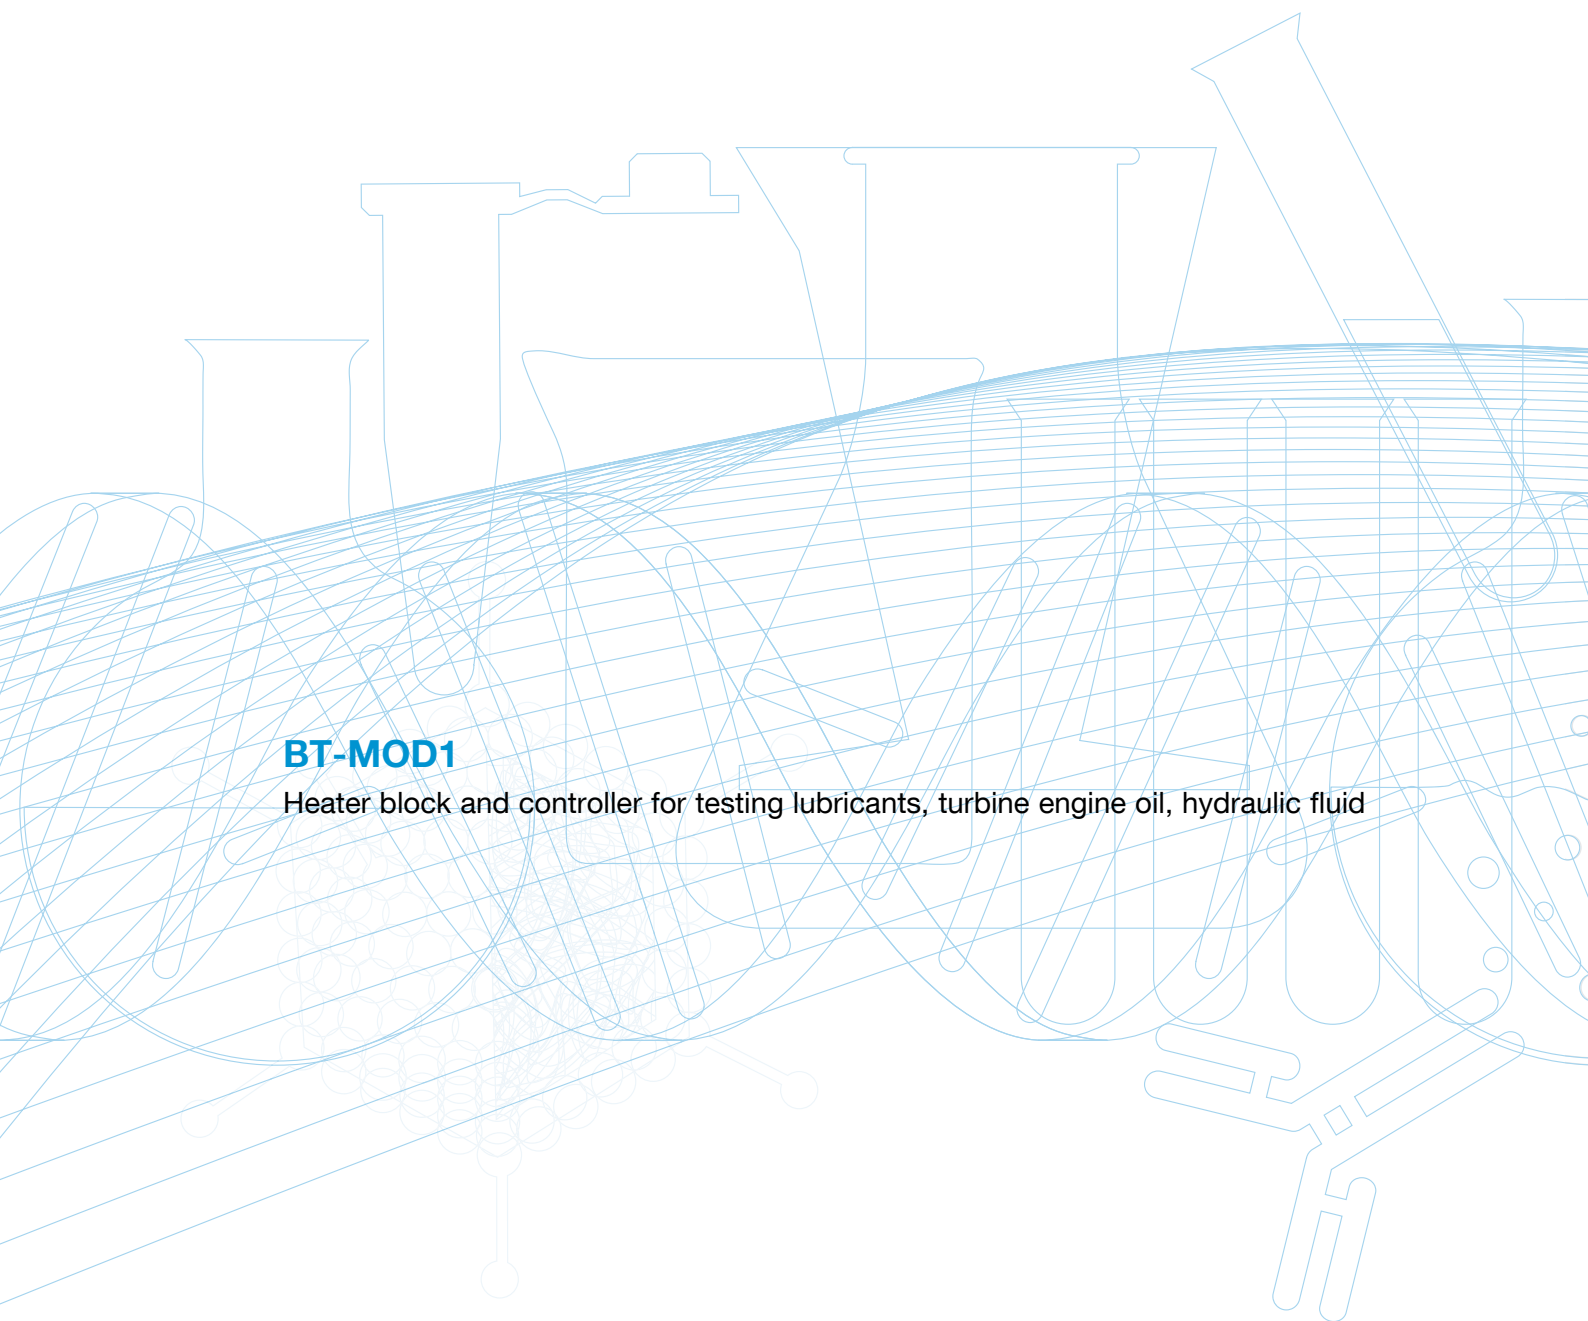 BT-MOD1
Heater block and controller for testing lubricants, turbine engine oil, hydraulic fluid